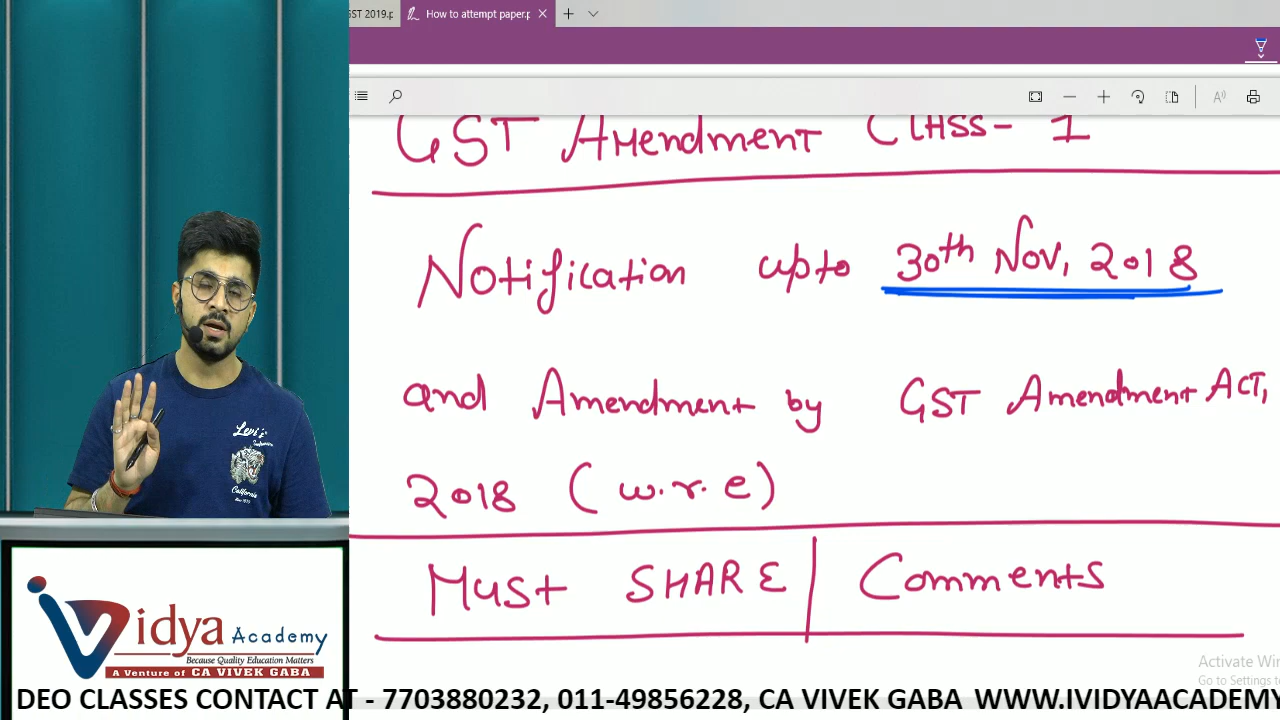 GST 2019.p
How to attempt paper.p
GST Amendment CLASS- 1
Notification upto 30th Nov, 2018
and Amendment by GST Amendment ACT,
2018 (w.r.e)
Must SHARE | Comments
Levi's
California
iVidya Academy
Because Quality Education Matters
A Venture of CA VIVEK GABA
Activate Win
Go to Settings to
DEO CLASSES CONTACT AT - 7703880232, 011-49856228, CA VIVEK GABA WWW.IVIDYAACADEMY